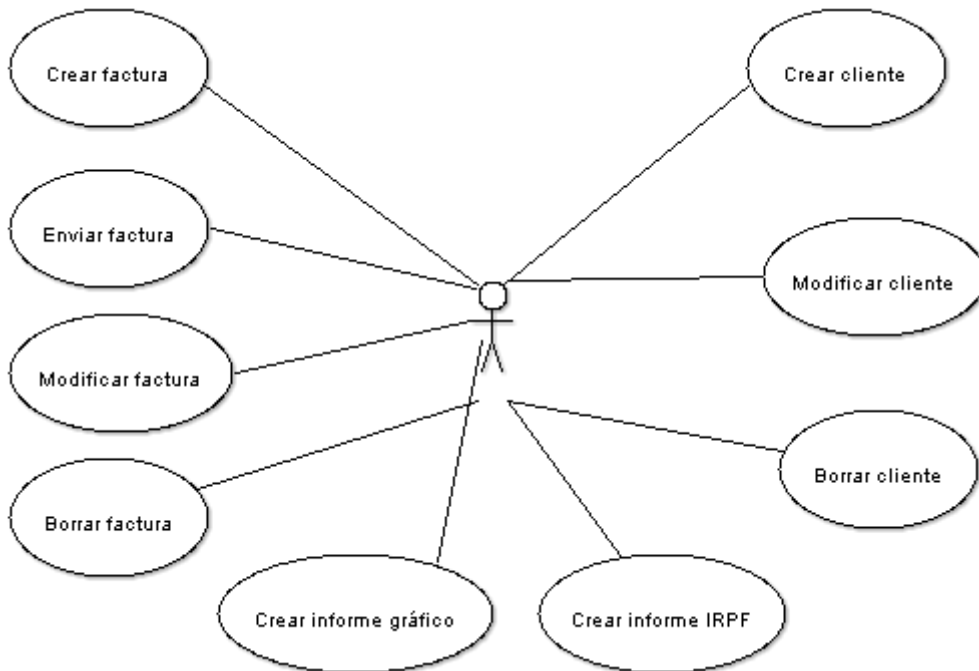 Crear factura
Crear cliente
Enviar factura
Modificar cliente
Modificar factura
Borrar cliente
Borrar factura
Crear informe gráfico
Crear informe IRPF